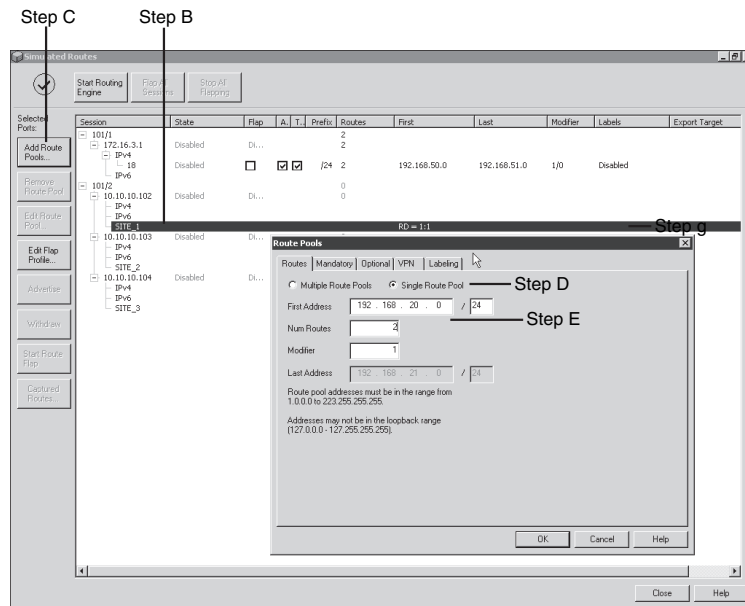 Step C
Step B
Simulated Routes
Start Routing Engine
Flap All Sessions
Stop All Flapping
Selected Ports:
Add Route Pools...
Remove Route Pool
Edit Route Pool...
Edit Flap Profile...
Advertise
Withdraw
Start Route Flap
Captured Routes...
Session State Flap A. T.. Prefix Routes First Last Modifier Labels Export Target
101/1 2
172.16.3.1 Disabled Di... 2
IPv4
18 Disabled /24 2 192.168.50.0 192.168.51.0 1/0 Disabled
IPv6
101/2 0
10.10.10.102 Disabled Di... 0
IPv4
IPv6
SITE_1 RD = 1:1 Step g
10.10.10.103 Disabled Di...
IPv4
IPv6
SITE_2
10.10.10.104 Disabled Di...
IPv4
IPv6
SITE_3
Route Pools
Routes Mandatory Optional VPN Labeling
Multiple Route Pools Single Route Pool Step D
First Address 192 . 168 . 20 . 0 / 24
Step E
Num Routes 2
Modifier 1
Last Address 192 . 168 . 21 . 0 / 24
Route pool addresses must be in the range from
1.0.0.0 to 223.255.255.255.
Addresses may not be in the loopback range
(127.0.0.0 - 127.255.255.255).
OK Cancel Help
Close Help